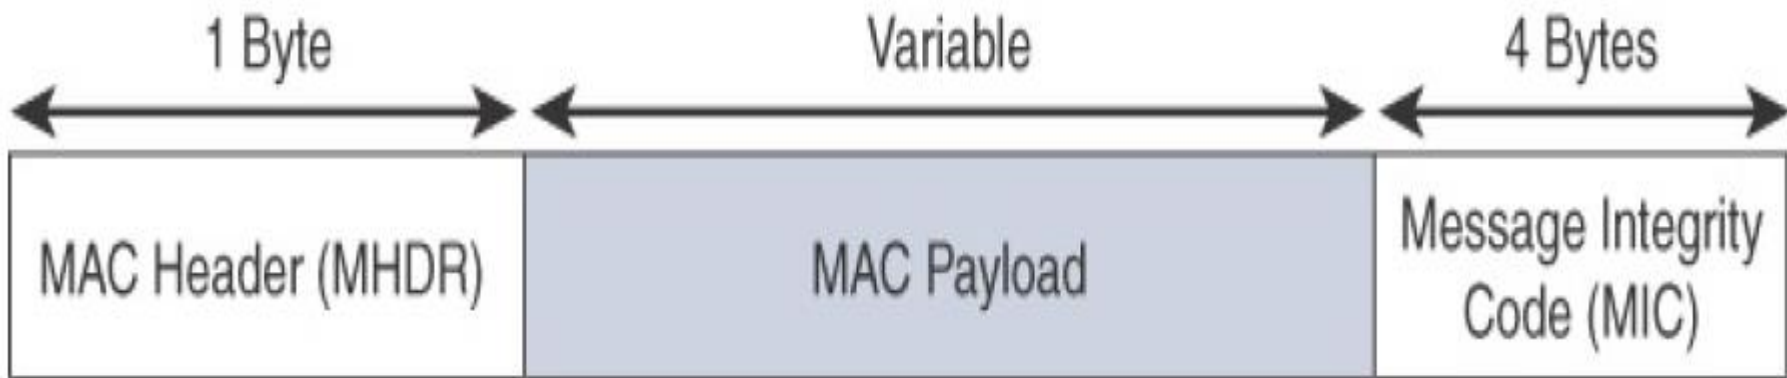 1 Byte
Variable
4 Bytes
MAC Header (MHDR)
MAC Payload
Message Integrity
Code (MIC)